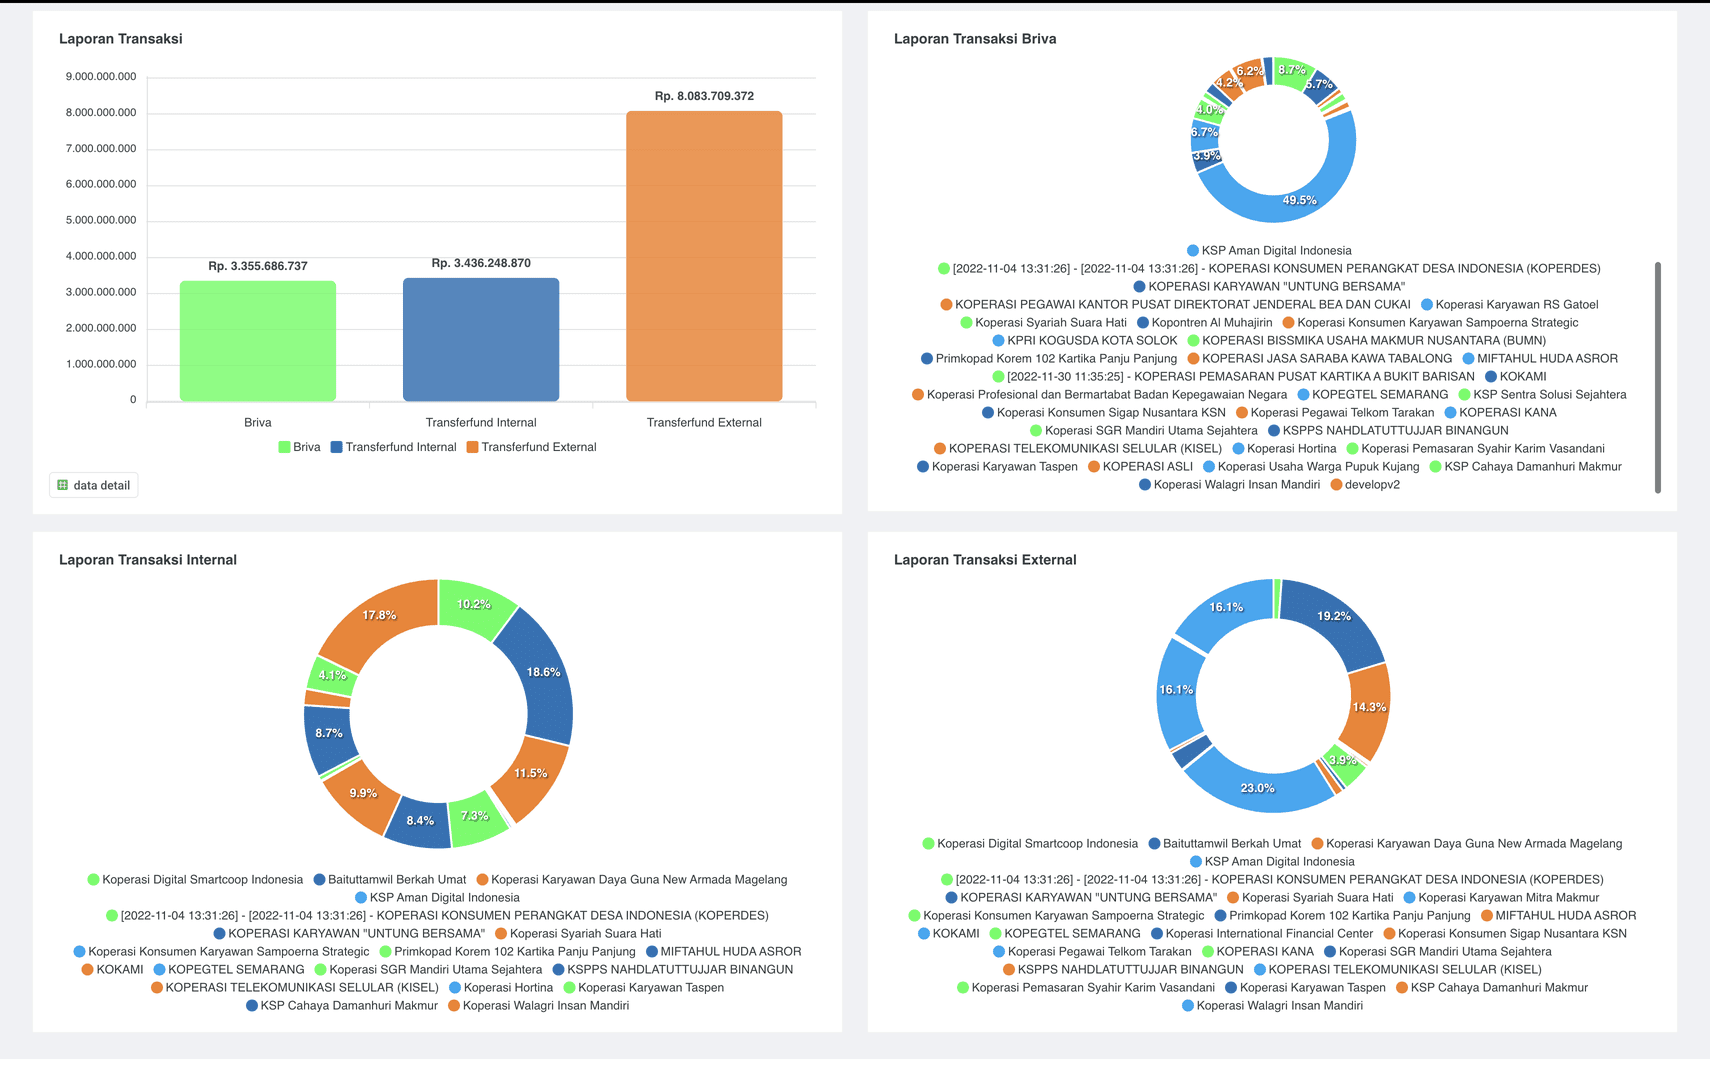 Laporan Transaksi
9.000.000.000
8.000.000.000
7.000.000.000
6.000.000.000
5.000.000.000
4.000.000.000
3.000.000.000
2.000.000.000
1.000.000.000
0
Rp. 3.355.686.737
Rp. 3.436.248.870
Rp. 8.083.709.372
Briva Transferfund Internal Transferfund External
Briva Transferfund Internal Transferfund External
data detail
Laporan Transaksi Briva
8.7%
5.7%
49.5%
3.9%
6.7%
4.0%
4.2%
6.2%
KSP Aman Digital Indonesia
[2022-11-04 13:31:26] - [2022-11-04 13:31:26] - KOPERASI KONSUMEN PERANGKAT DESA INDONESIA (KOPERDES)
KOPERASI KARYAWAN "UNTUNG BERSAMA"
KOPERASI PEGAWAI KANTOR PUSAT DIREKTORAT JENDERAL BEA DAN CUKAI Koperasi Karyawan RS Gatoel
Koperasi Syariah Suara Hati Kopontren Al Muhajirin Koperasi Konsumen Karyawan Sampoerna Strategic
KPRI KOGUSDA KOTA SOLOK KOPERASI BISSMIKA USAHA MAKMUR NUSANTARA (BUMN)
Primkopad Korem 102 Kartika Panju Panjung KOPERASI JASA SARABA KAWA TABALONG MIFTAHUL HUDA ASROR
[2022-11-30 11:35:25] - KOPERASI PEMASARAN PUSAT KARTIKA A BUKIT BARISAN KOKAMI
Koperasi Profesional dan Bermartabat Badan Kepegawaian Negara KOPEGTEL SEMARANG KSP Sentra Solusi Sejahtera
Koperasi Konsumen Sigap Nusantara KSN Koperasi Pegawai Telkom Tarakan KOPERASI KANA
Koperasi SGR Mandiri Utama Sejahtera KSPPS NAHDLATUTTUJJAR BINANGUN
KOPERASI TELEKOMUNIKASI SELULAR (KISEL) Koperasi Hortina Koperasi Pemasaran Syahir Karim Vasandani
Koperasi Karyawan Taspen KOPERASI ASLI Koperasi Usaha Warga Pupuk Kujang KSP Cahaya Damanhuri Makmur
Koperasi Walagri Insan Mandiri developv2
Laporan Transaksi Internal
10.2%
18.6%
11.5%
7.3%
8.4%
9.9%
8.7%
4.1%
17.8%
Koperasi Digital Smartcoop Indonesia Baituttamwil Berkah Umat Koperasi Karyawan Daya Guna New Armada Magelang
KSP Aman Digital Indonesia
[2022-11-04 13:31:26] - [2022-11-04 13:31:26] - KOPERASI KONSUMEN PERANGKAT DESA INDONESIA (KOPERDES)
KOPERASI KARYAWAN "UNTUNG BERSAMA" Koperasi Syariah Suara Hati
Koperasi Konsumen Karyawan Sampoerna Strategic Primkopad Korem 102 Kartika Panju Panjung MIFTAHUL HUDA ASROR
KOKAMI KOPEGTEL SEMARANG Koperasi SGR Mandiri Utama Sejahtera KSPPS NAHDLATUTTUJJAR BINANGUN
KOPERASI TELEKOMUNIKASI SELULAR (KISEL) Koperasi Hortina Koperasi Karyawan Taspen
KSP Cahaya Damanhuri Makmur Koperasi Walagri Insan Mandiri
Laporan Transaksi External
19.2%
14.3%
3.9%
23.0%
16.1%
16.1%
Koperasi Digital Smartcoop Indonesia Baituttamwil Berkah Umat Koperasi Karyawan Daya Guna New Armada Magelang
KSP Aman Digital Indonesia
[2022-11-04 13:31:26] - [2022-11-04 13:31:26] - KOPERASI KONSUMEN PERANGKAT DESA INDONESIA (KOPERDES)
KOPERASI KARYAWAN "UNTUNG BERSAMA" Koperasi Syariah Suara Hati Koperasi Karyawan Mitra Makmur
Koperasi Konsumen Karyawan Sampoerna Strategic Primkopad Korem 102 Kartika Panju Panjung MIFTAHUL HUDA ASROR
KOKAMI KOPEGTEL SEMARANG Koperasi International Financial Center Koperasi Konsumen Sigap Nusantara KSN
Koperasi Pegawai Telkom Tarakan KOPERASI KANA Koperasi SGR Mandiri Utama Sejahtera
KSPPS NAHDLATUTTUJJAR BINANGUN KOPERASI TELEKOMUNIKASI SELULAR (KISEL)
Koperasi Pemasaran Syahir Karim Vasandani Koperasi Karyawan Taspen KSP Cahaya Damanhuri Makmur
Koperasi Walagri Insan Mandiri